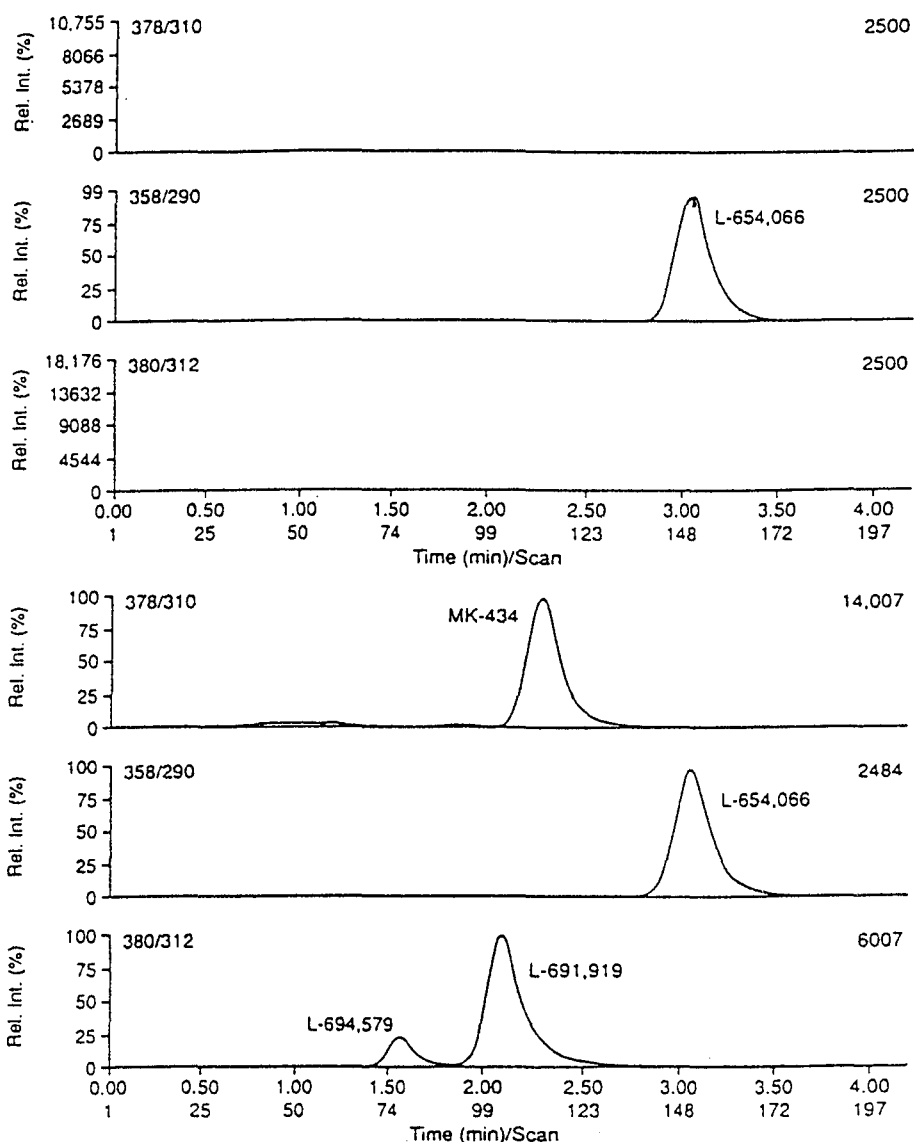 378/310 2500
Rel. Int. (%)
10,755
8066
5378
2689
0
358/290 2500
Rel. Int. (%)
99
75
50
25
0
L-654,066
380/312 2500
Rel. Int. (%)
18,176
13632
9088
4544
0
0.00 0.50 1.00 1.50 2.00 2.50 3.00 3.50 4.00
1 25 50 74 99 123 148 172 197
Time (min)/Scan
378/310 14,007
Rel. Int. (%)
100
75
50
25
0
MK-434
358/290 2484
Rel. Int. (%)
100
75
50
25
0
L-654,066
380/312 6007
Rel. Int. (%)
100
75
50
25
0
L-691,919
L-694,579
0.00 0.50 1.00 1.50 2.00 2.50 3.00 3.50 4.00
1 25 50 74 99 123 148 172 197
Time (min)/Scan